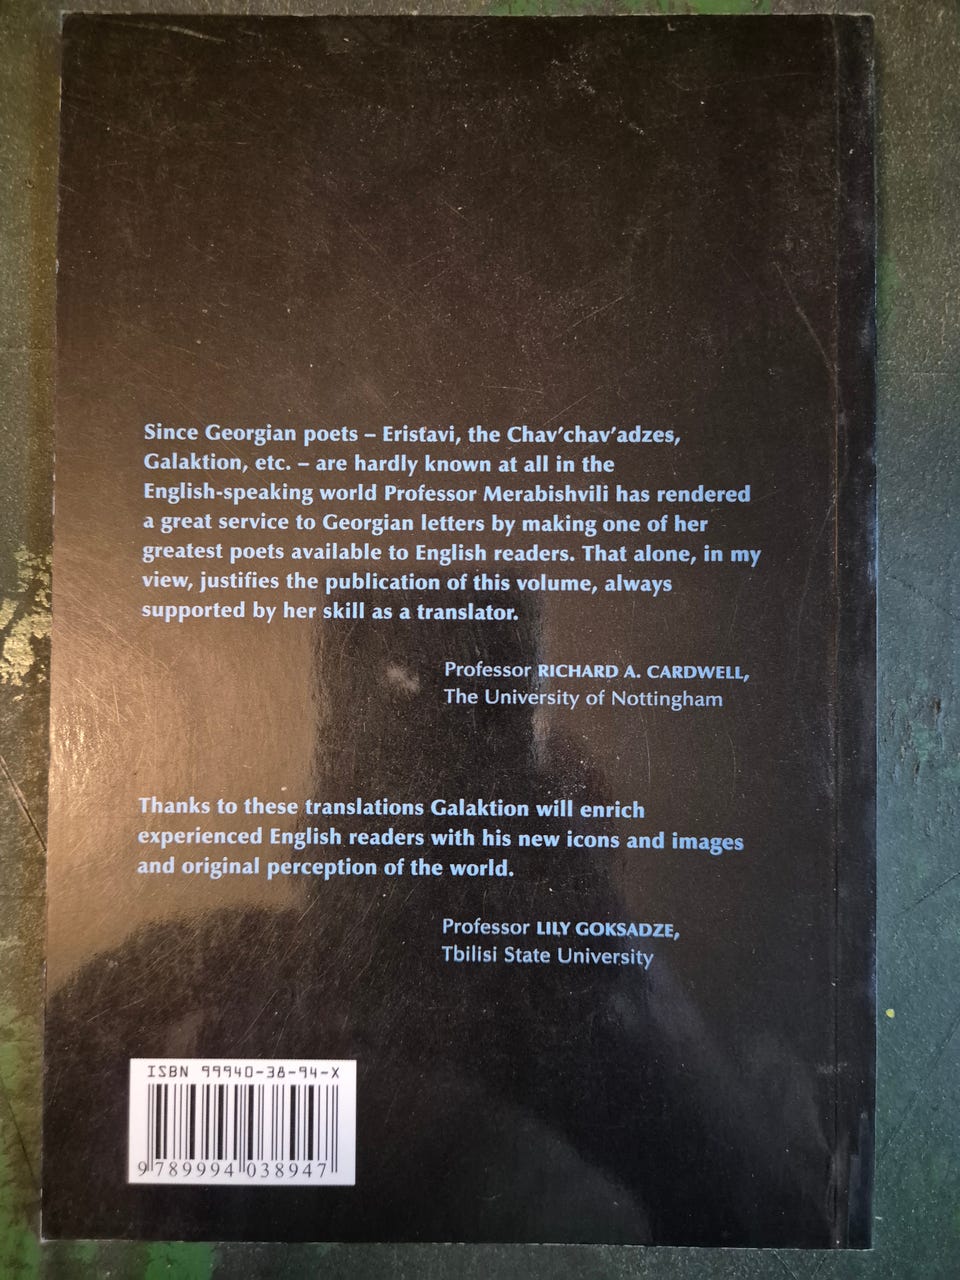 Since Georgian poets – Eristavi, the Chav'chav'adzes,
Galaktion, etc. – are hardly known at all in the
English-speaking world Professor Merabishvili has rendered
a great service to Georgian letters by making one of her
greatest poets available to English readers. That alone, in my
view, justifies the publication of this volume, always
supported by her skill as a translator.
Professor RICHARD A. CARDWELL,
The University of Nottingham
Thanks to these translations Galaktion will enrich
experienced English readers with his new icons and images
and original perception of the world.
Professor LILY GOKSADZE,
Tbilisi State University
ISBN 99940-38-94-X
9 789994 038947